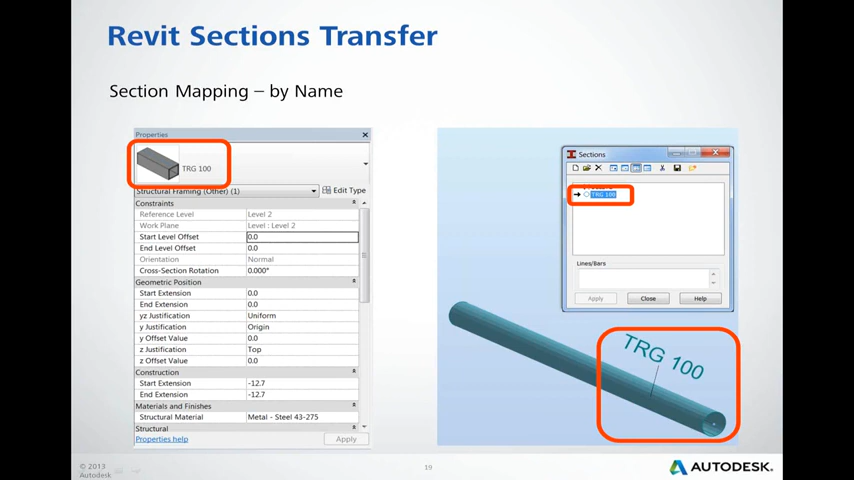 Revit Sections Transfer
Section Mapping – by Name
Properties
TRG 100
Structural Framing (Other) (1)
Edit Type
Constraints
Reference Level Level 2
Work Plane Level : Level 2
Start Level Offset 0.0
End Level Offset 0.0
Orientation Normal
Cross-Section Rotation 0.000°
Geometric Position
Start Extension 0.0
End Extension 0.0
yz Justification Uniform
y Justification Origin
y Offset Value 0.0
z Justification Top
z Offset Value 0.0
Construction
Start Extension -12.7
End Extension -12.7
Materials and Finishes
Structural Material Metal - Steel 43-275
Structural
Properties help
Apply
Sections
TRG 100
Lines/Bars
Apply Close Help
TRG 100
© 2013
Autodesk
19
AUTODESK.